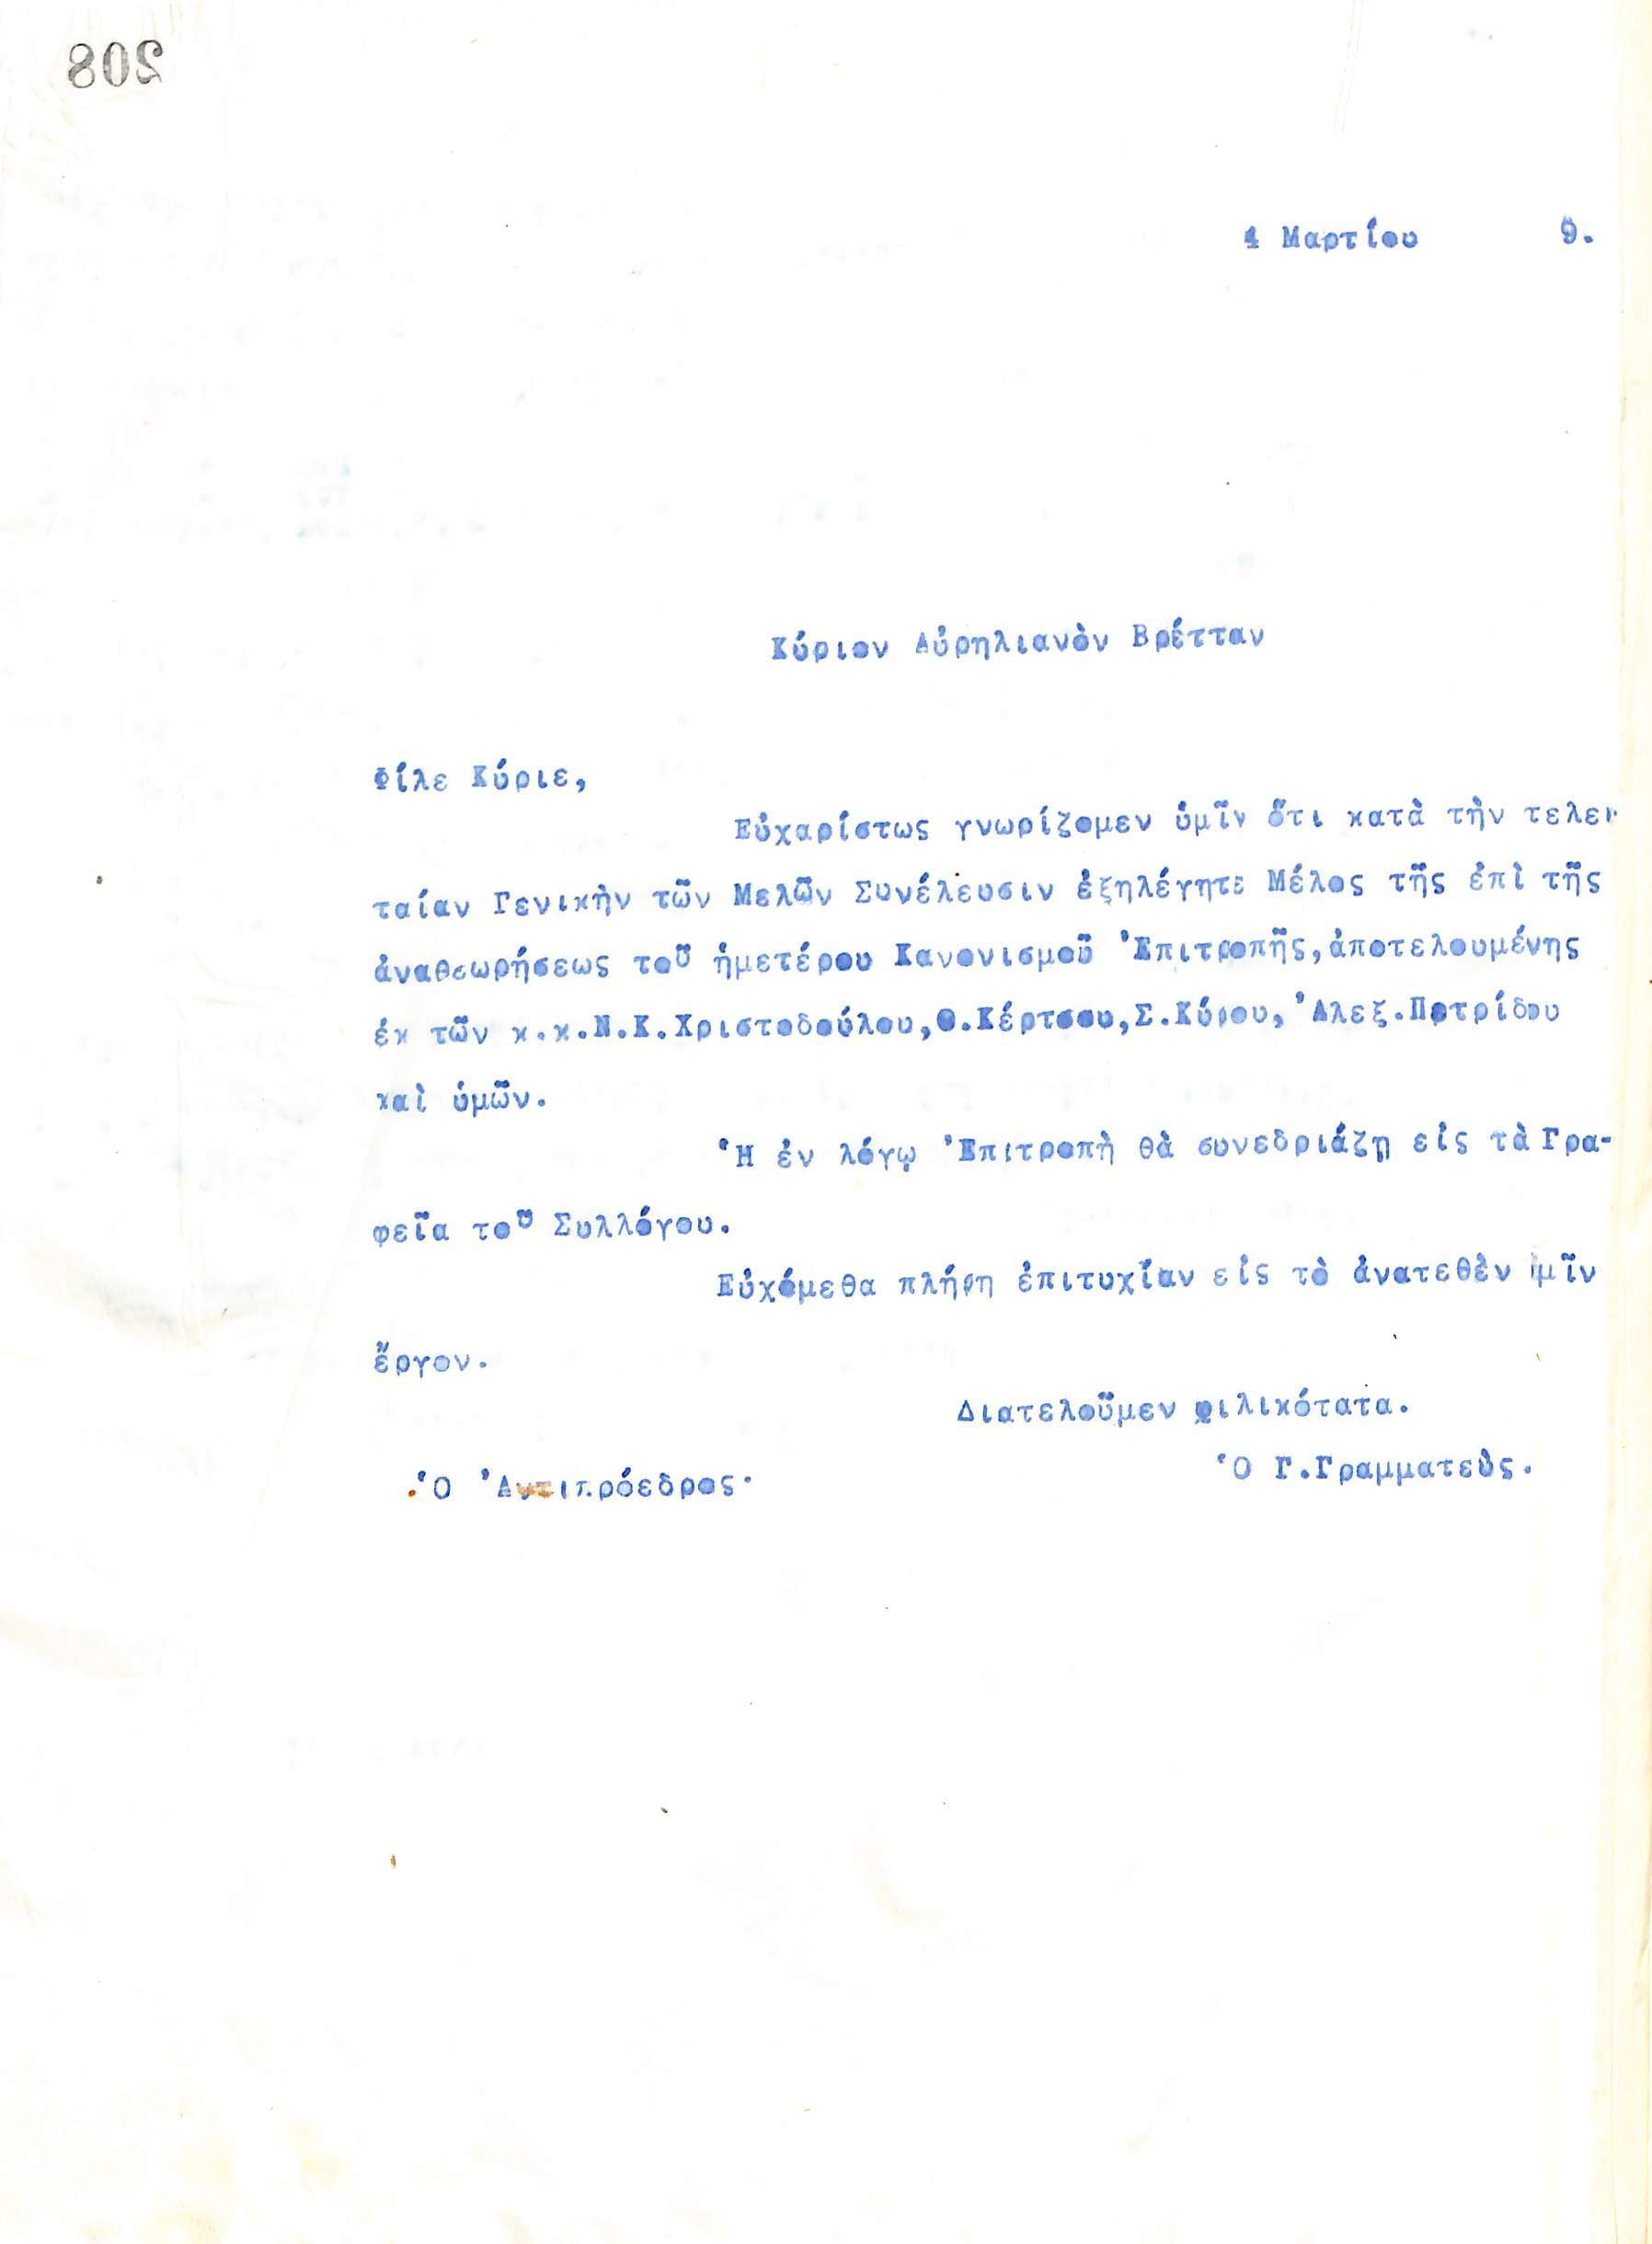 208
4 Μαρτίου 9.
Κύριον Αὐρηλιανὸν Βρέτταν
Φίλε Κύριε,
Εὐχαρίστως γνωρίζομεν ὑμῖν ὅτι κατὰ τὴν τελευ
ταίαν Γενικὴν τῶν Μελῶν Συνέλευσιν ἐξηλέγητε Μέλος τῆς ἐπὶ τῆς
ἀναθεωρήσεως τοῦ ἡμετέρου Κανονισμοῦ Ἐπιτροπῆς, ἀποτελουμένης
ἐκ τῶν κ.κ.Ν.Κ.Χριστοδούλου, Θ.Κέρτσου, Σ.Κύρου, Ἀλεξ.Πετρίδου
καὶ ὑμῶν.
Ἡ ἐν λόγῳ Ἐπιτροπὴ θὰ συνεδριάζῃ εἰς τὰ Γρα-
φεῖα τοῦ Συλλόγου.
Εὐχόμεθα πλήρη ἐπιτυχίαν εἰς τὸ ἀνατεθὲν ὑμῖν
ἔργον.
Διατελοῦμεν φιλικότατα.
Ὁ Γ.Γραμματεὺς.
Ὁ Ἀντιπρόεδρος.